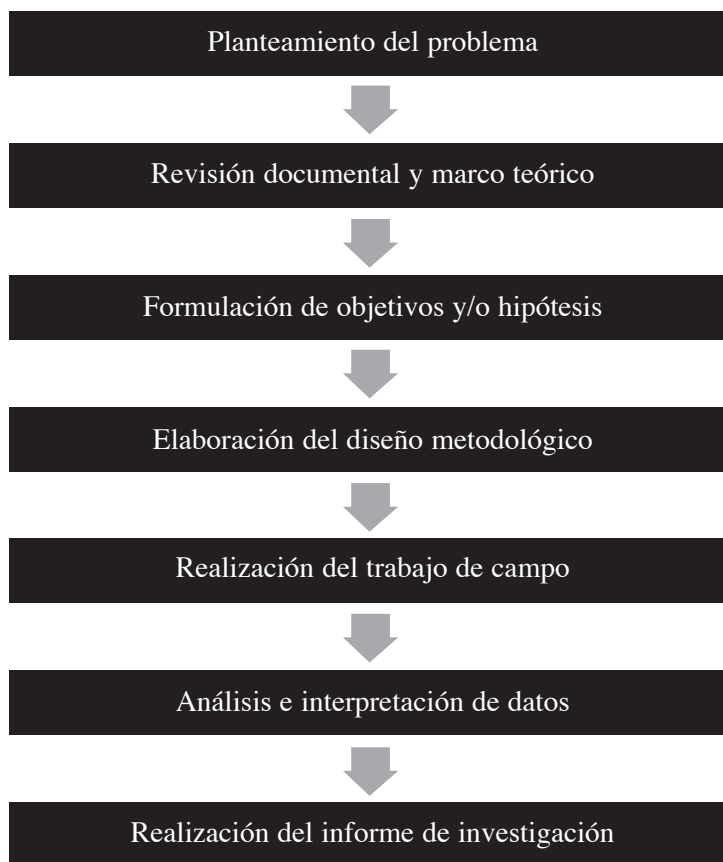 Planteamiento del problema
Revisión documental y marco teórico
Formulación de objetivos y/o hipótesis
Elaboración del diseño metodológico
Realización del trabajo de campo
Análisis e interpretación de datos
Realización del informe de investigación